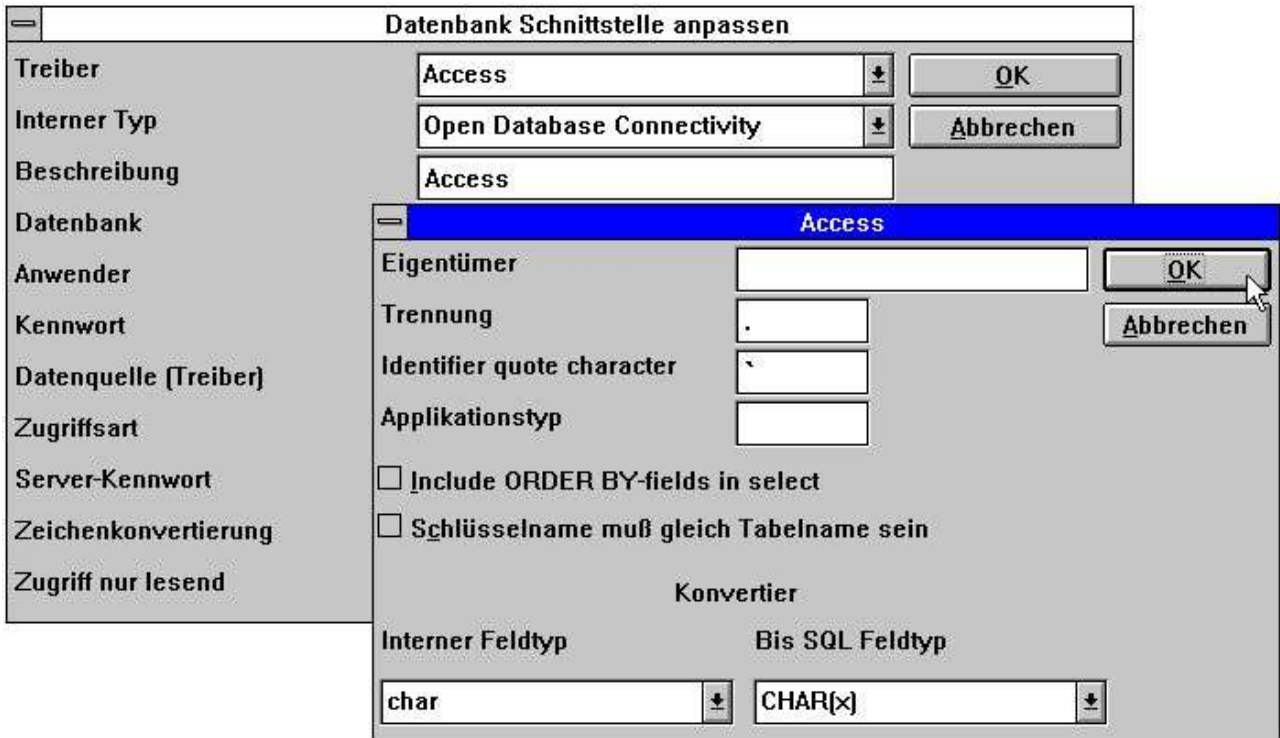 Datenbank Schnittstelle anpassen
Treiber Access OK
Interner Typ Open Database Connectivity Abbrechen
Beschreibung Access
Datenbank
Anwender
Kennwort
Datenquelle (Treiber)
Zugriffsart
Server-Kennwort
Zeichenkonvertierung
Zugriff nur lesend
Access
Eigentümer OK
Trennung . Abbrechen
Identifier quote character `
Applikationstyp
Include ORDER BY-fields in select
Schlüsselname muß gleich Tabelname sein
Konvertier
Interner Feldtyp Bis SQL Feldtyp
char CHAR(x)